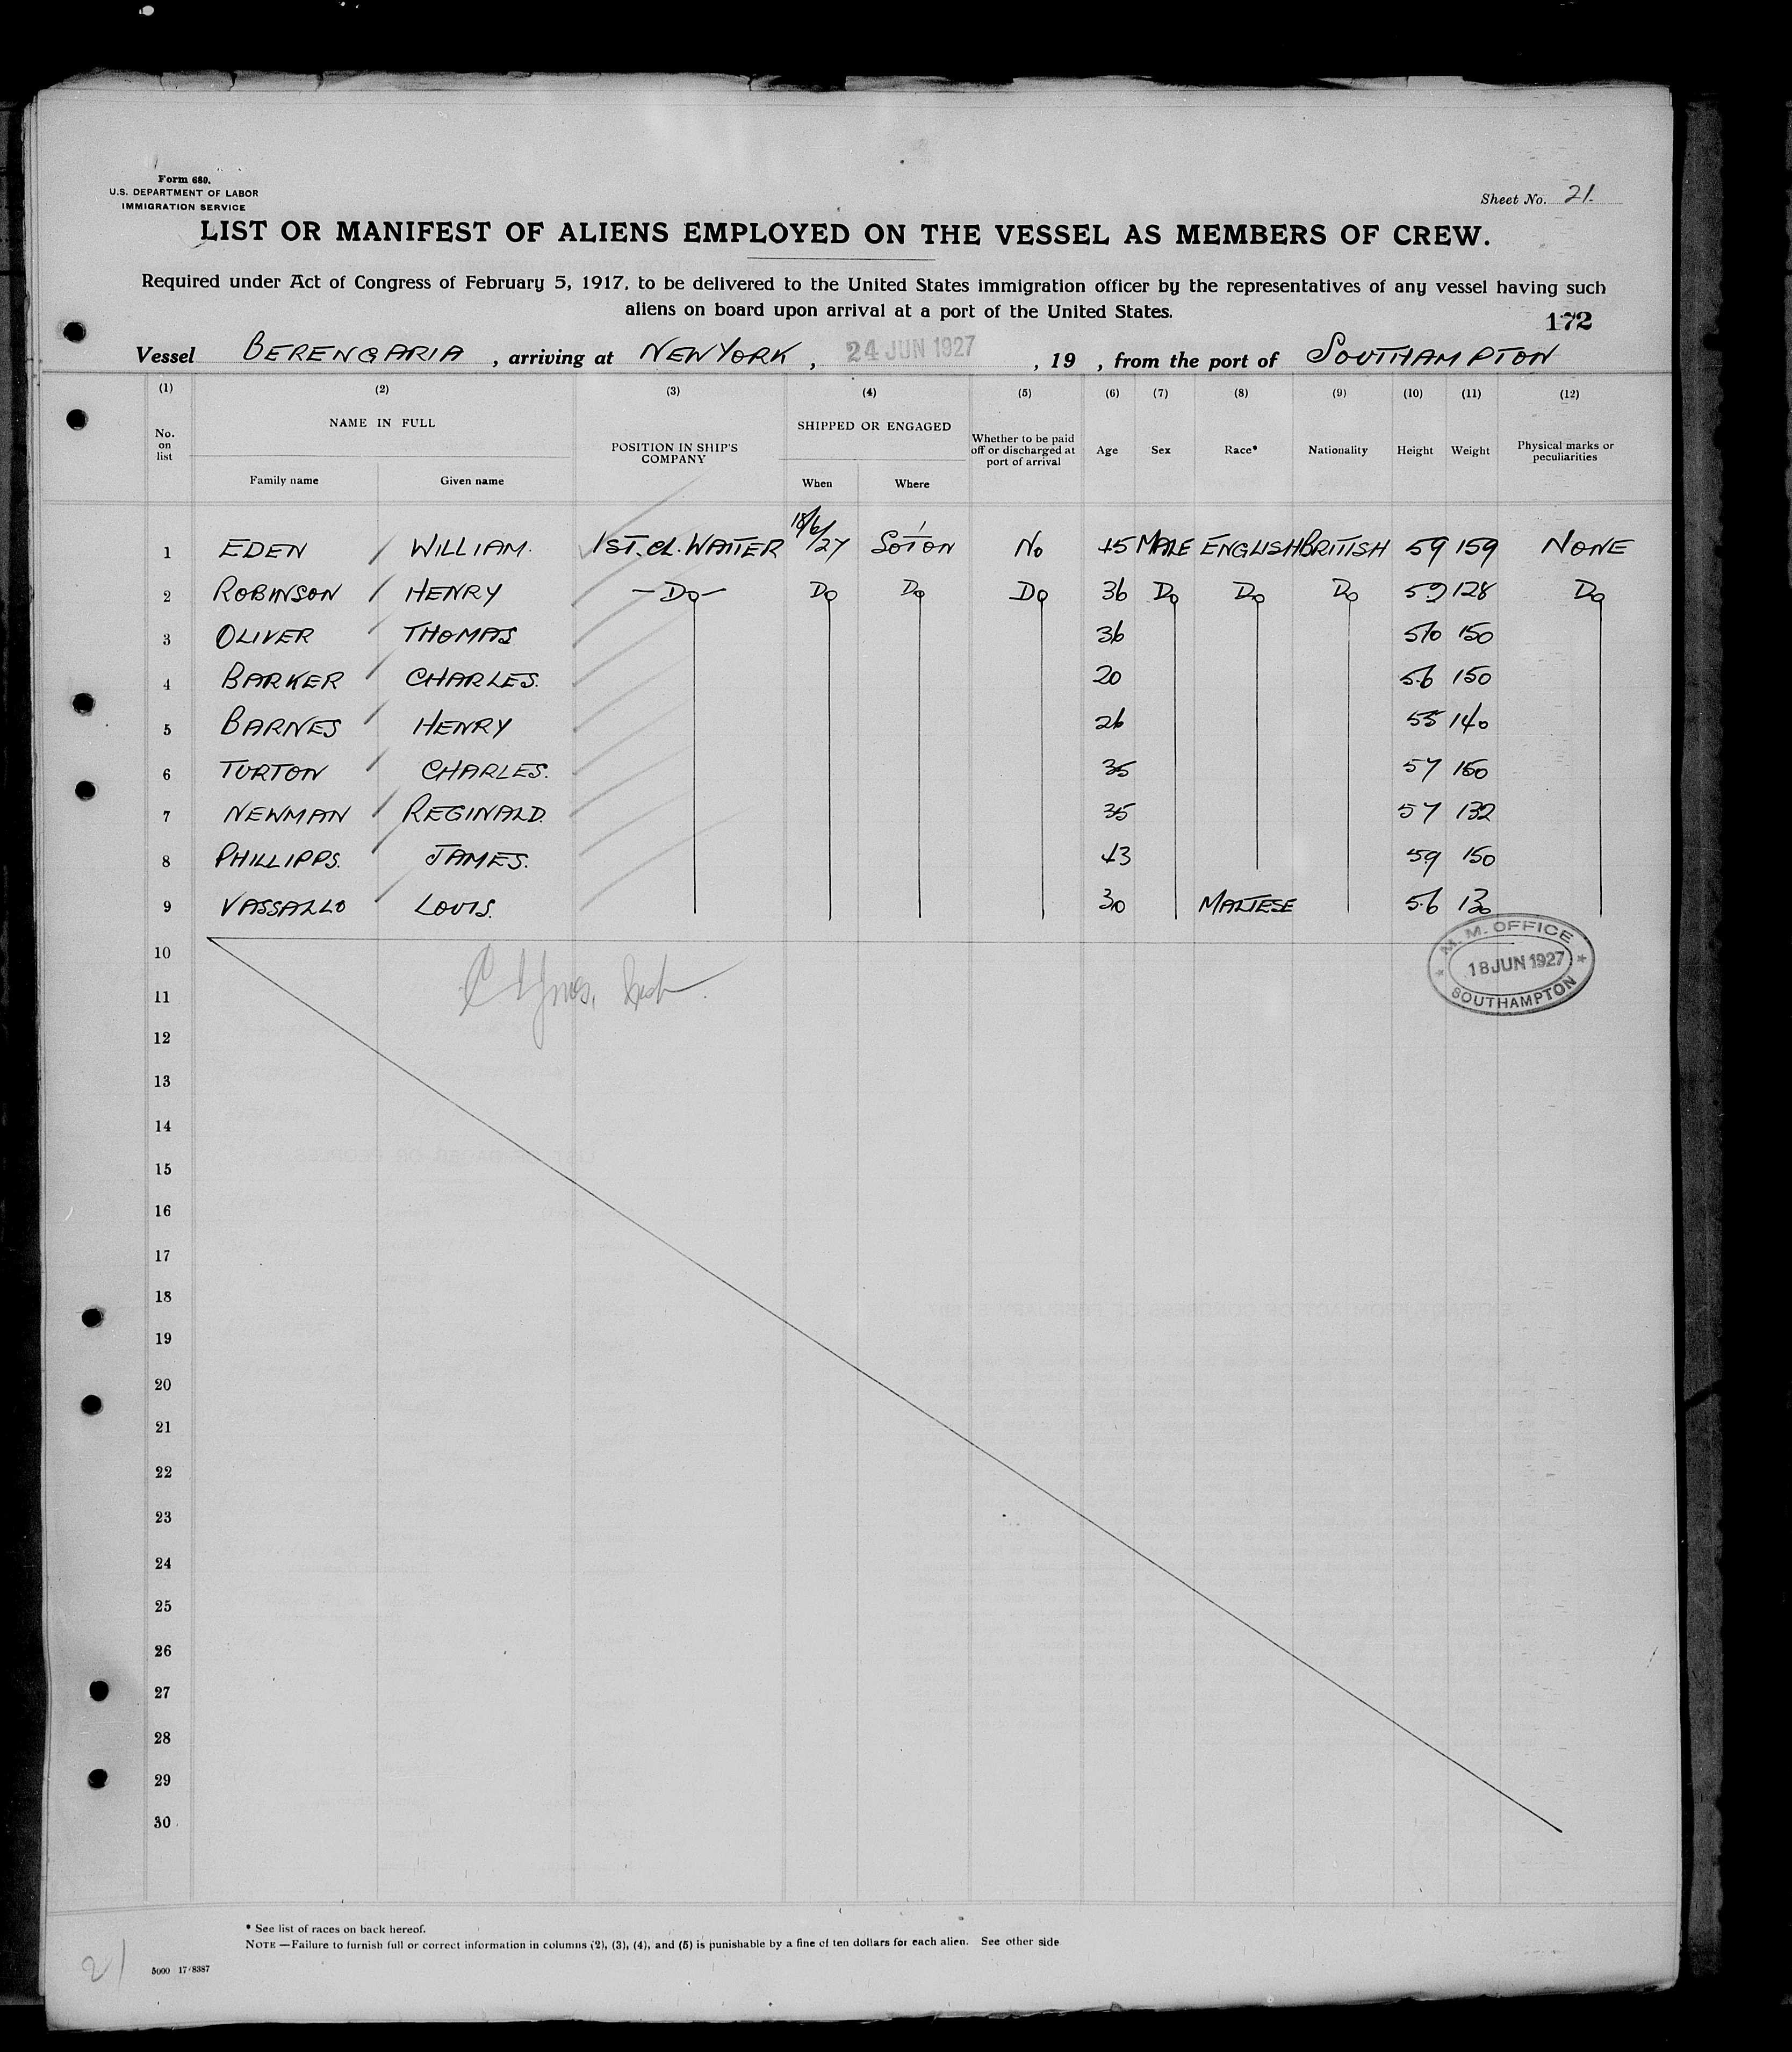 Form 689.
U.S. DEPARTMENT OF LABOR
IMMIGRATION SERVICE
Sheet No. 21.
LIST OR MANIFEST OF ALIENS EMPLOYED ON THE VESSEL AS MEMBERS OF CREW.
Required under Act of Congress of February 5, 1917, to be delivered to the United States immigration officer by the representatives of any vessel having such
aliens on board upon arrival at a port of the United States.
172
Vessel BERENGARIA, arriving at NEW YORK, 24 JUN 1927, 19 , from the port of SOUTHAMPTON
(1) (2) (3) (4) (5) (6) (7) (8) (9) (10) (11) (12)
No. on list NAME IN FULL Family name Given name POSITION IN SHIP'S COMPANY SHIPPED OR ENGAGED When Where Whether to be paid off or discharged at port of arrival Age Sex Race* Nationality Height Weight Physical marks or peculiarities
1 EDEN WILLIAM. 1ST. CL. WAITER 18/6/27 SO'TON NO 45 MALE ENGLISH BRITISH 59 159 NONE
2 ROBINSON HENRY -DO- DO DO DO 36 DO DO DO 59 128 DO
3 OLIVER THOMAS 36 510 150
4 BARKER CHARLES. 20 5.6 150
5 BARNES HENRY 26 55 140
6 TURTON CHARLES. 35 57 150
7 NEWMAN REGINALD. 35 57 132
8 PHILLIPPS. JAMES. 43 59 150
9 VASSALLO LOUIS. 30 MALTESE 5.6 130
M. M. OFFICE
18 JUN 1927
SOUTHAMPTON
10
11
12
13
14
15
16
17
18
19
20
21
22
23
24
25
26
27
28
29
30
* See list of races on back hereof.
NOTE —Failure to furnish full or correct information in columns (2), (3), (4), and (5) is punishable by a fine of ten dollars for each alien. See other side
21
5000 17/8387